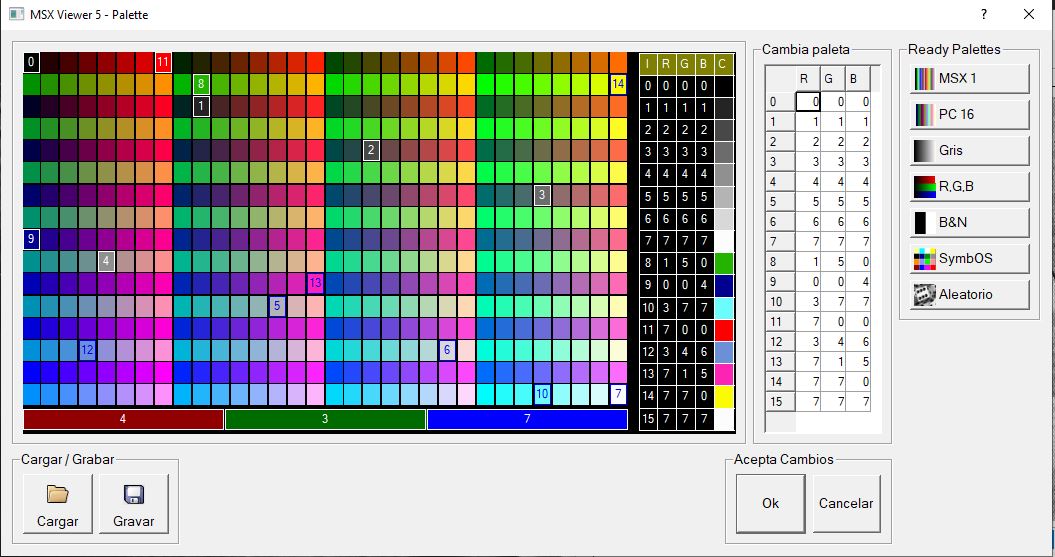 MSX Viewer 5 - Palette
?
Cambia paleta
Ready Palettes
0
11
8
14
1
2
3
9
4
13
5
12
6
10
7
4
3
7
I R G B C
0 0 0 0
1 1 1 1
2 2 2 2
3 3 3 3
4 4 4 4
5 5 5 5
6 6 6 6
7 7 7 7
8 1 5 0
9 0 0 4
10 3 7 7
11 7 0 0
12 3 4 6
13 7 1 5
14 7 7 0
15 7 7 7
R G B
0 0 0 0
1 1 1 1
2 2 2 2
3 3 3 3
4 4 4 4
5 5 5 5
6 6 6 6
7 7 7 7
8 1 5 0
9 0 0 4
10 3 7 7
11 7 0 0
12 3 4 6
13 7 1 5
14 7 7 0
15 7 7 7
MSX 1
PC 16
Gris
R,G,B
B&N
SymbOS
Aleatorio
Cargar / Grabar
Cargar
Gravar
Acepta Cambios
Ok
Cancelar